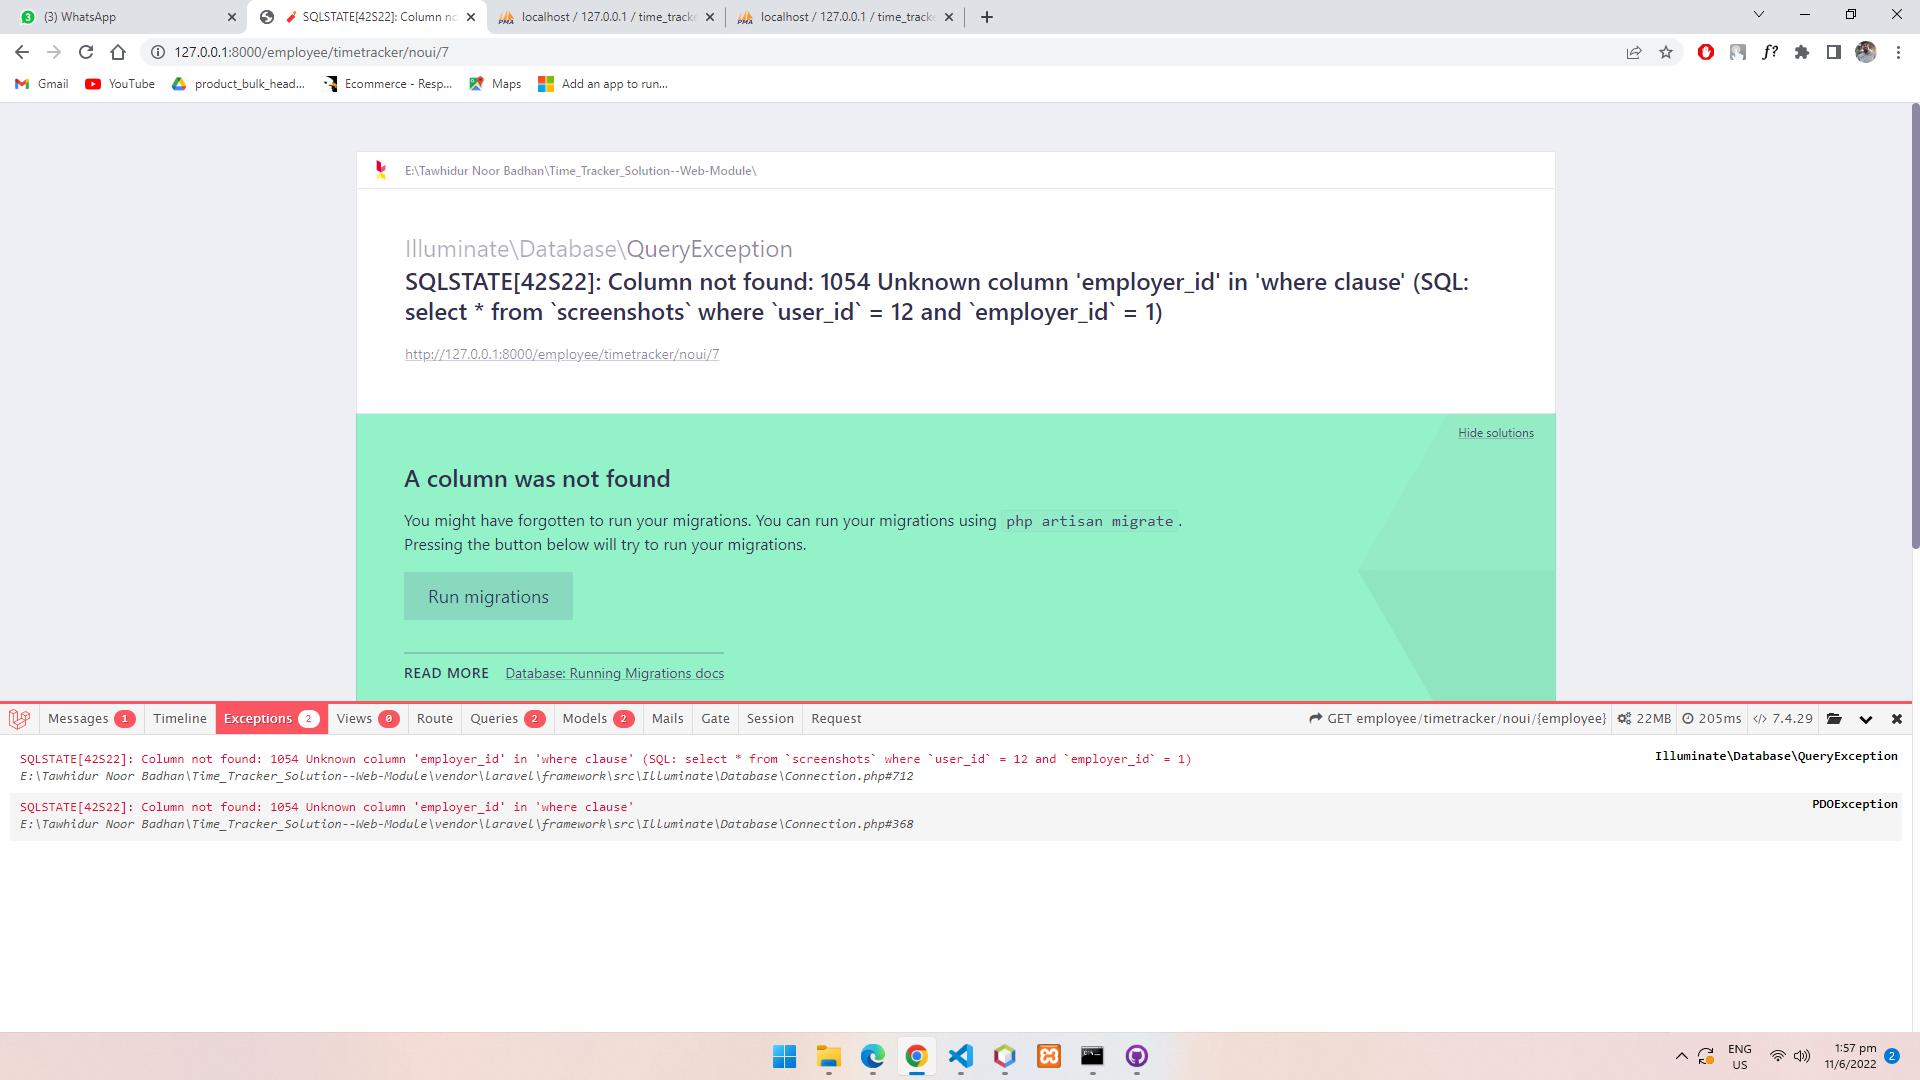 (3) WhatsApp
SQLSTATE[42S22]: Column no
localhost / 127.0.0.1 / time_tracke
localhost / 127.0.0.1 / time_tracke
127.0.0.1:8000/employee/timetracker/noui/7
f?
Gmail
YouTube
product_bulk_head...
Ecommerce - Resp...
Maps
Add an app to run...
E:\Tawhidur Noor Badhan\Time_Tracker_Solution--Web-Module\
Illuminate\Database\QueryException
SQLSTATE[42S22]: Column not found: 1054 Unknown column 'employer_id' in 'where clause' (SQL:
select * from `screenshots` where `user_id` = 12 and `employer_id` = 1)
http://127.0.0.1:8000/employee/timetracker/noui/7
Hide solutions
A column was not found
You might have forgotten to run your migrations. You can run your migrations using php artisan migrate.
Pressing the button below will try to run your migrations.
Run migrations
READ MORE Database: Running Migrations docs
Messages 1 Timeline Exceptions 2 Views 0 Route Queries 2 Models 2 Mails Gate Session Request GET employee/timetracker/noui/{employee} 22MB 205ms 7.4.29
SQLSTATE[42S22]: Column not found: 1054 Unknown column 'employer_id' in 'where clause' (SQL: select * from `screenshots` where `user_id` = 12 and `employer_id` = 1) Illuminate\Database\QueryException
E:\Tawhidur Noor Badhan\Time_Tracker_Solution--Web-Module\vendor\laravel\framework\src\Illuminate\Database\Connection.php#712
SQLSTATE[42S22]: Column not found: 1054 Unknown column 'employer_id' in 'where clause' PDOException
E:\Tawhidur Noor Badhan\Time_Tracker_Solution--Web-Module\vendor\laravel\framework\src\Illuminate\Database\Connection.php#368
ENG
US
1:57 pm
11/6/2022
2